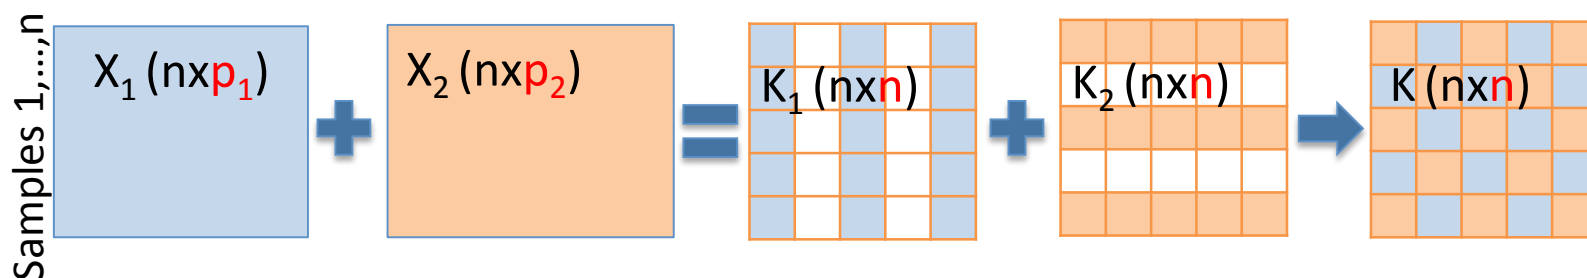 Samples 1,...,n
X₁ (nxp₁)
X₂ (nxp₂)
K₁ (nxn)
K₂ (nxn)
K (nxn)